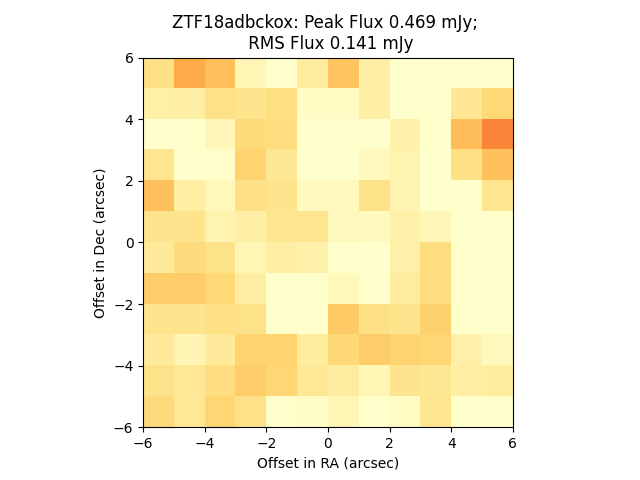 ZTF18adbckox: Peak Flux 0.469 mJy;
RMS Flux 0.141 mJy
6
4
2
0
−2
−4
−6
Offset in Dec (arcsec)
−6 −4 −2 0 2 4 6
Offset in RA (arcsec)